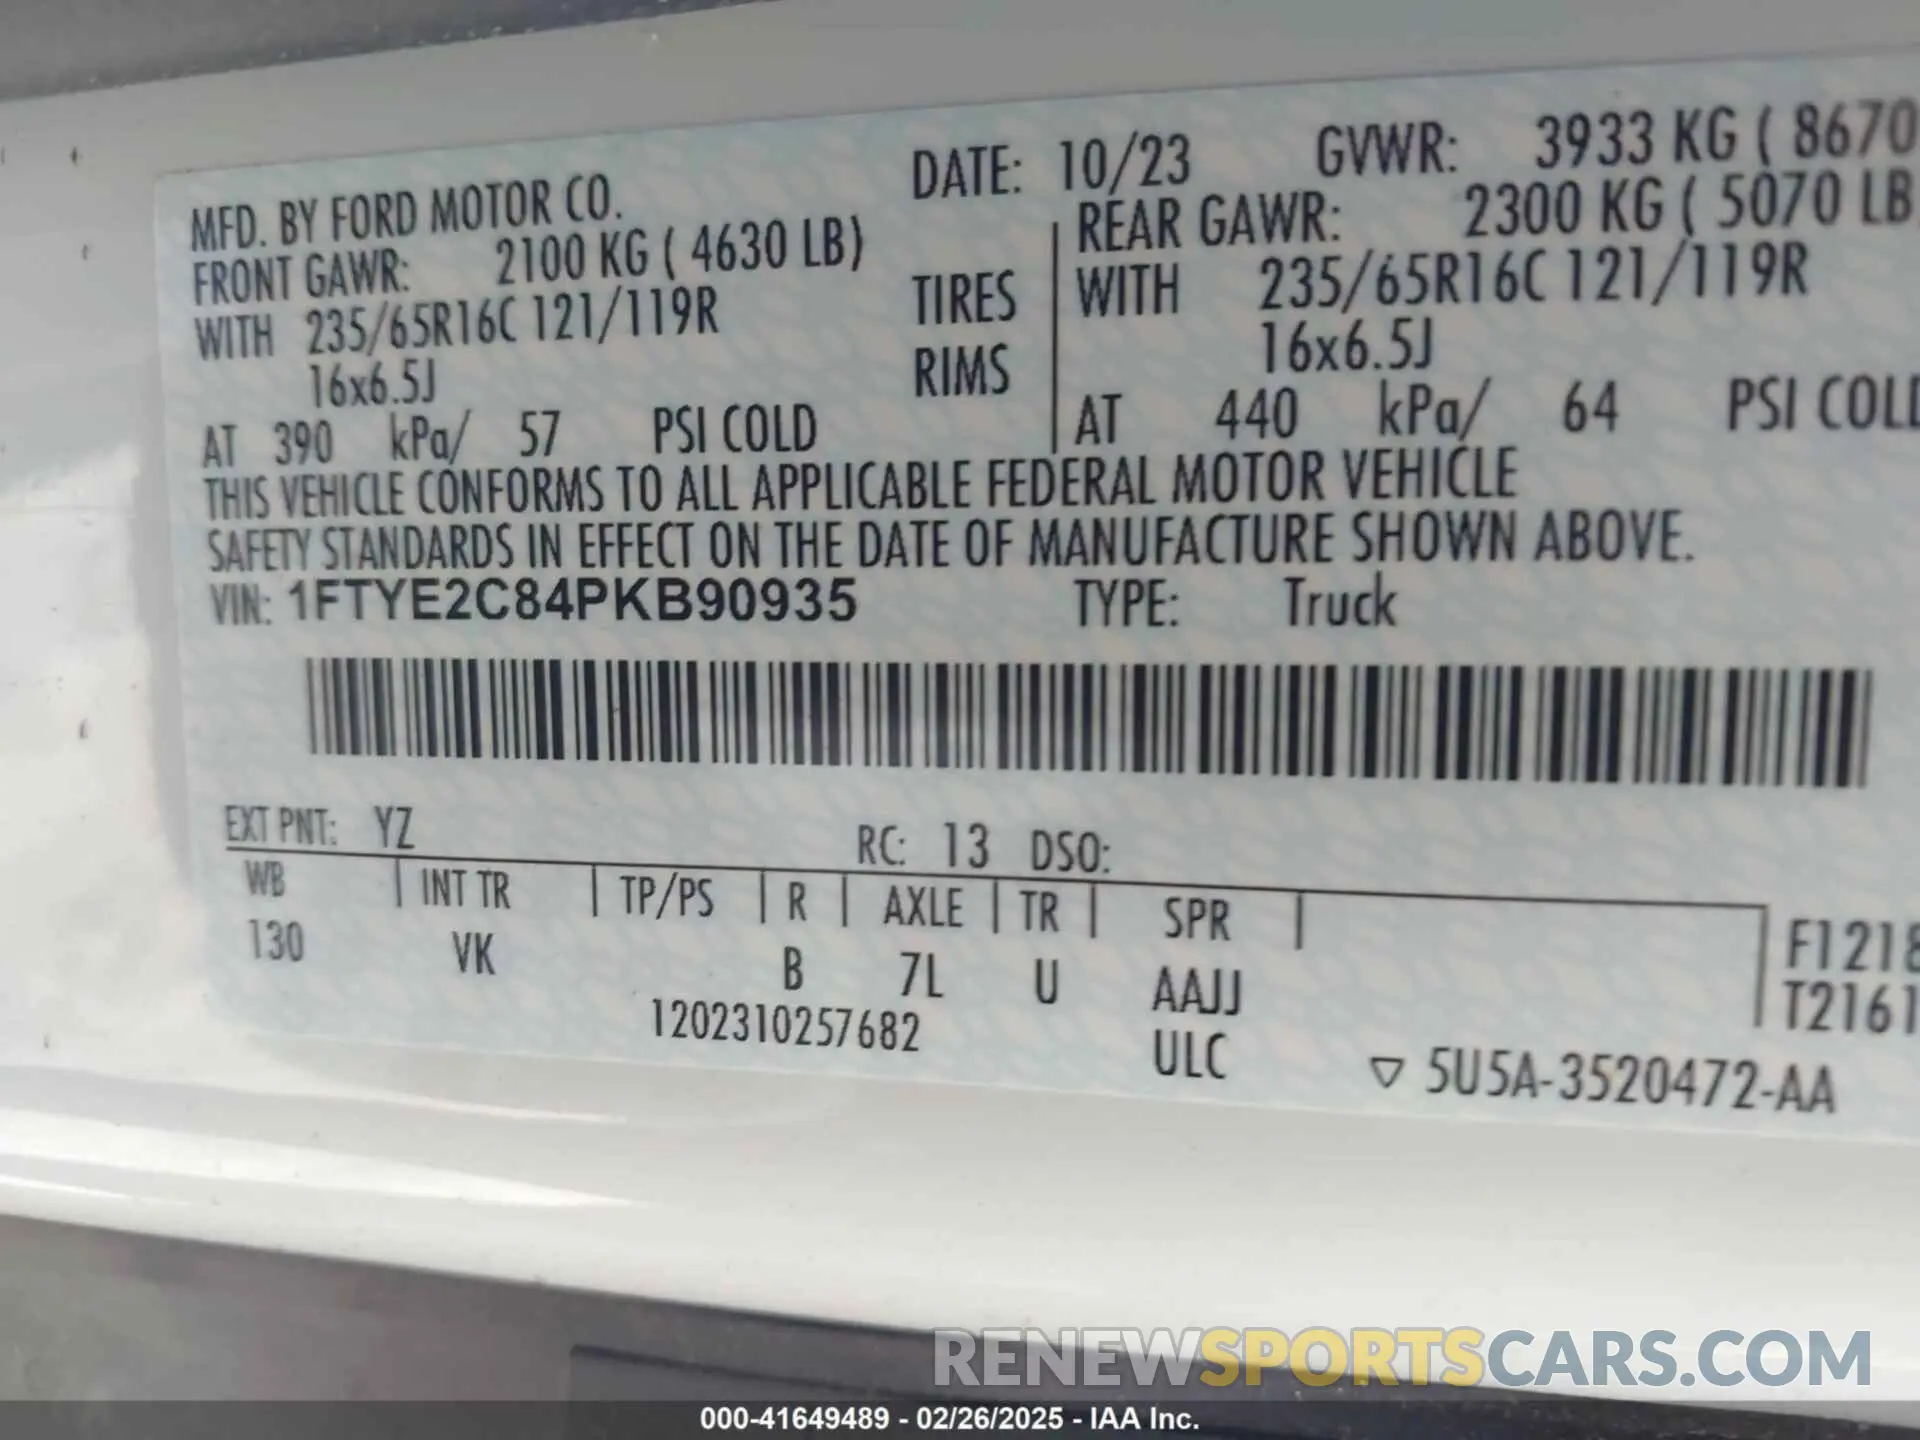 MFD. BY FORD MOTOR CO. DATE: 10/23 GVWR: 3933 KG ( 8670
FRONT GAWR: 2100 KG ( 4630 LB) REAR GAWR: 2300 KG ( 5070 LB
WITH 235/65R16C 121/119R TIRES WITH 235/65R16C 121/119R
16x6.5J RIMS 16x6.5J
AT 390 kPa/ 57 PSI COLD AT 440 kPa/ 64 PSI COLD
THIS VEHICLE CONFORMS TO ALL APPLICABLE FEDERAL MOTOR VEHICLE
SAFETY STANDARDS IN EFFECT ON THE DATE OF MANUFACTURE SHOWN ABOVE.
VIN: 1FTYE2C84PKB90935 TYPE: Truck
EXT PNT: YZ RC: 13 DSO:
WB INT TR TP/PS R AXLE TR SPR
130 VK B 7L U AAJJ
F1218
T2161
1202310257682 ULC ▽ 5U5A-3520472-AA
RENEWSPORTSCARS.COM
000-41649489 - 02/26/2025 - IAA Inc.